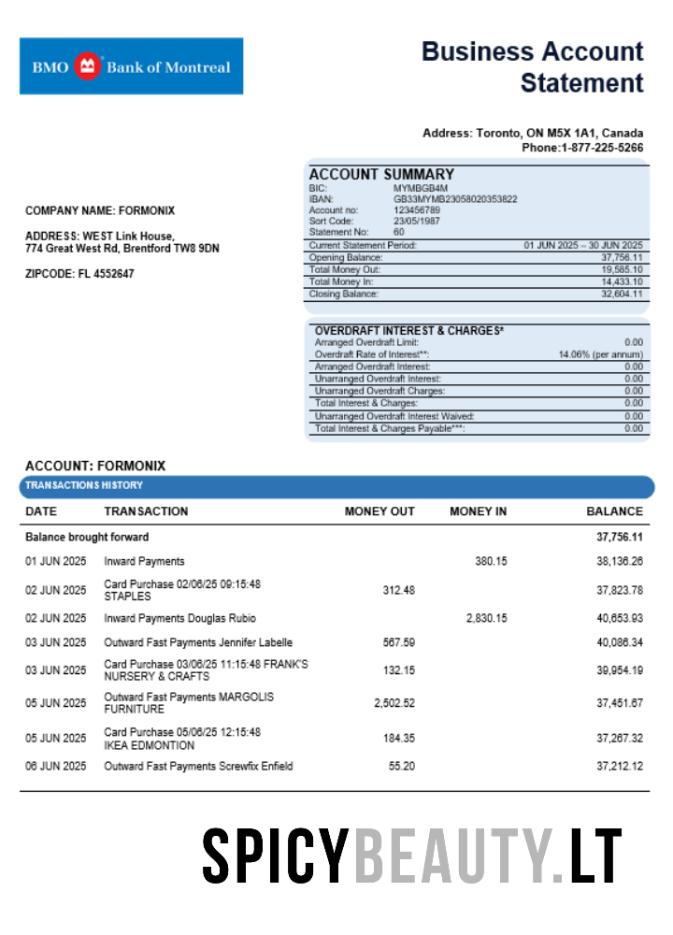 BMO Bank of Montreal
Business Account
Statement
Address: Toronto, ON M5X 1A1, Canada
Phone:1-877-225-5266
COMPANY NAME: FORMONIX
ADDRESS: WEST Link House,
774 Great West Rd, Brentford TW8 9DN
ZIPCODE: FL 4552647
ACCOUNT SUMMARY
BIC: MYMBGB4M
IBAN: GB33MYMB23058020353822
Account no: 123456789
Sort Code: 23/05/1987
Statement No: 60
Current Statement Period: 01 JUN 2025 – 30 JUN 2025
Opening Balance: 37,756.11
Total Money Out: 19,585.10
Total Money In: 14,433.10
Closing Balance: 32,604.11
OVERDRAFT INTEREST & CHARGES*
Arranged Overdraft Limit: 0.00
Overdraft Rate of Interest**: 14.06% (per annum)
Arranged Overdraft Interest: 0.00
Unarranged Overdraft Interest: 0.00
Unarranged Overdraft Charges: 0.00
Total Interest & Charges: 0.00
Unarranged Overdraft Interest Waived: 0.00
Total Interest & Charges Payable***: 0.00
ACCOUNT: FORMONIX
TRANSACTIONS HISTORY
DATE TRANSACTION MONEY OUT MONEY IN BALANCE
Balance brought forward 37,756.11
01 JUN 2025 Inward Payments 380.15 38,136.26
02 JUN 2025 Card Purchase 02/06/25 09:15:48 312.48 37,823.78
STAPLES
02 JUN 2025 Inward Payments Douglas Rubio 2,830.15 40,653.93
03 JUN 2025 Outward Fast Payments Jennifer Labelle 567.59 40,086.34
03 JUN 2025 Card Purchase 03/06/25 11:15:48 FRANK'S 132.15 39,954.19
NURSERY & CRAFTS
05 JUN 2025 Outward Fast Payments MARGOLIS 2,502.52 37,451.67
FURNITURE
05 JUN 2025 Card Purchase 05/06/25 12:15:48 184.35 37,267.32
IKEA EDMONTION
06 JUN 2025 Outward Fast Payments Screwfix Enfield 55.20 37,212.12
SPICYBEAUTY.LT